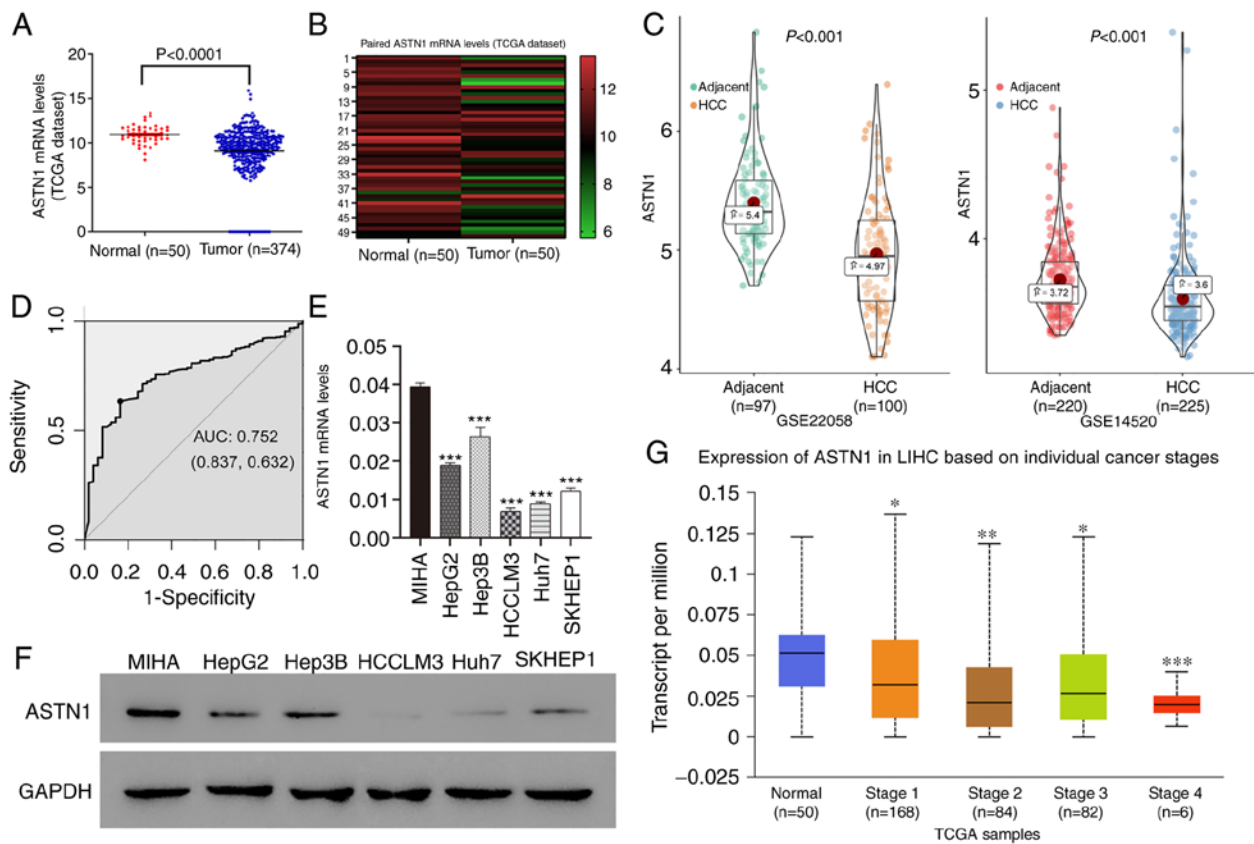 A
P<0.0001
ASTN1 mRNA levels
(TCGA dataset)
20
15
10
5
0
Normal (n=50)
Tumor (n=374)
B
Paired ASTN1 mRNA levels (TCGA dataset)
1
5
9
13
17
21
25
29
33
37
41
45
49
12
10
8
6
Normal (n=50)
Tumor (n=50)
C
P<0.001
Adjacent
HCC
ASTN1
6
5
4
μ̂ = 5.4
μ̂ = 4.97
Adjacent
(n=97)
HCC
(n=100)
GSE22058
P<0.001
Adjacent
HCC
ASTN1
5
4
μ̂ = 3.72
μ̂ = 3.6
Adjacent
(n=220)
HCC
(n=225)
GSE14520
D
Sensitivity
1.0
0.5
0.0
AUC: 0.752
(0.837, 0.632)
0.0 0.2 0.4 0.6 0.8 1.0
1-Specificity
E
ASTN1 mRNA levels
0.05
0.04
0.03
0.02
0.01
0.00
***
***
***
***
***
MIHA
HepG2
Hep3B
HCCLM3
Huh7
SKHEP1
F
MIHA HepG2 Hep3B HCCLM3 Huh7 SKHEP1
ASTN1
GAPDH
G
Expression of ASTN1 in LIHC based on individual cancer stages
Transcript per million
0.15
0.125
0.1
0.075
0.05
0.025
0
−0.025
*
**
*
***
Normal
(n=50)
Stage 1
(n=168)
Stage 2
(n=84)
Stage 3
(n=82)
Stage 4
(n=6)
TCGA samples